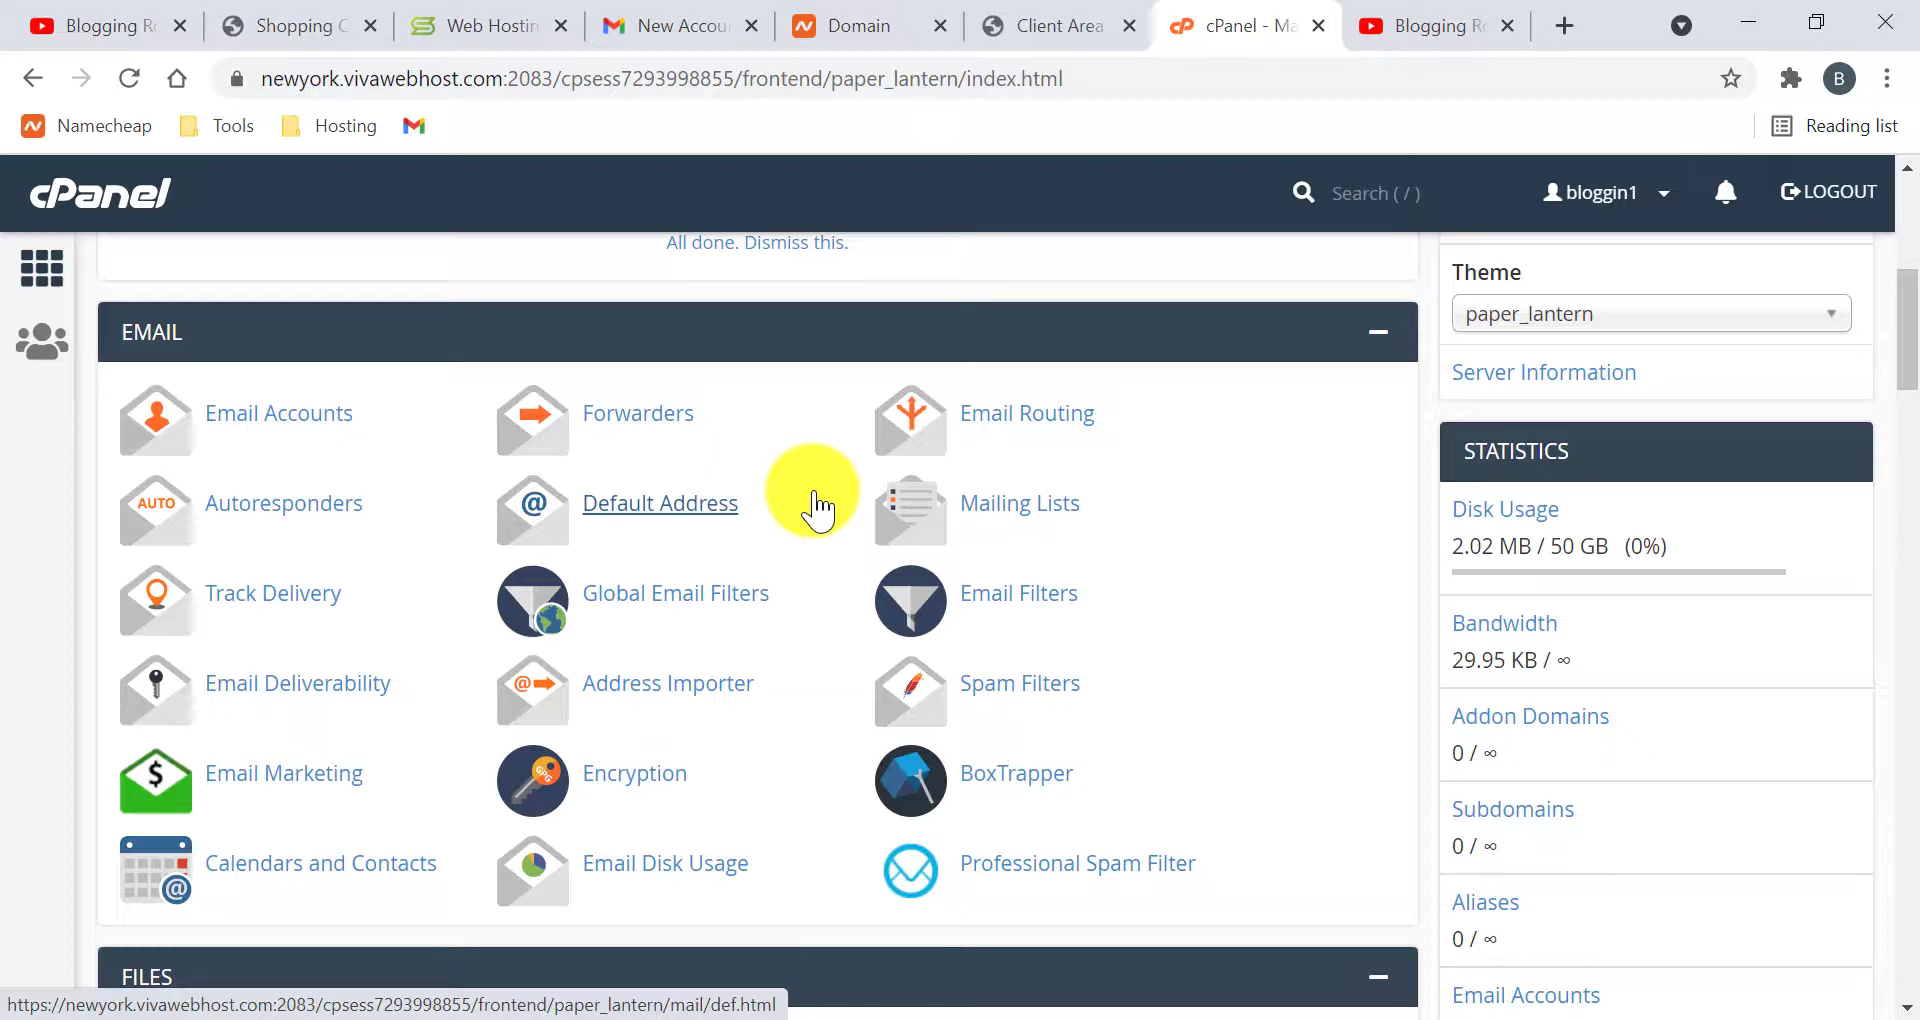 Blogging Ro
Shopping C
Web Hostin
New Accou
Domain
Client Area
cPanel - Ma
Blogging Ro
newyork.vivawebhost.com:2083/cpsess7293998855/frontend/paper_lantern/index.html
B
Namecheap
Tools
Hosting
Reading list
cPanel
Search ( / )
bloggin1
LOGOUT
All done. Dismiss this.
Theme
paper_lantern
Server Information
EMAIL
Email Accounts
Forwarders
Email Routing
AUTO
Autoresponders
@
Default Address
Mailing Lists
Track Delivery
Global Email Filters
Email Filters
Email Deliverability
@
Address Importer
Spam Filters
$
Email Marketing
GPG
Encryption
BoxTrapper
@
Calendars and Contacts
Email Disk Usage
Professional Spam Filter
STATISTICS
Disk Usage
2.02 MB / 50 GB (0%)
Bandwidth
29.95 KB / ∞
Addon Domains
0 / ∞
Subdomains
0 / ∞
Aliases
0 / ∞
Email Accounts
FILES
https://newyork.vivawebhost.com:2083/cpsess7293998855/frontend/paper_lantern/mail/def.html